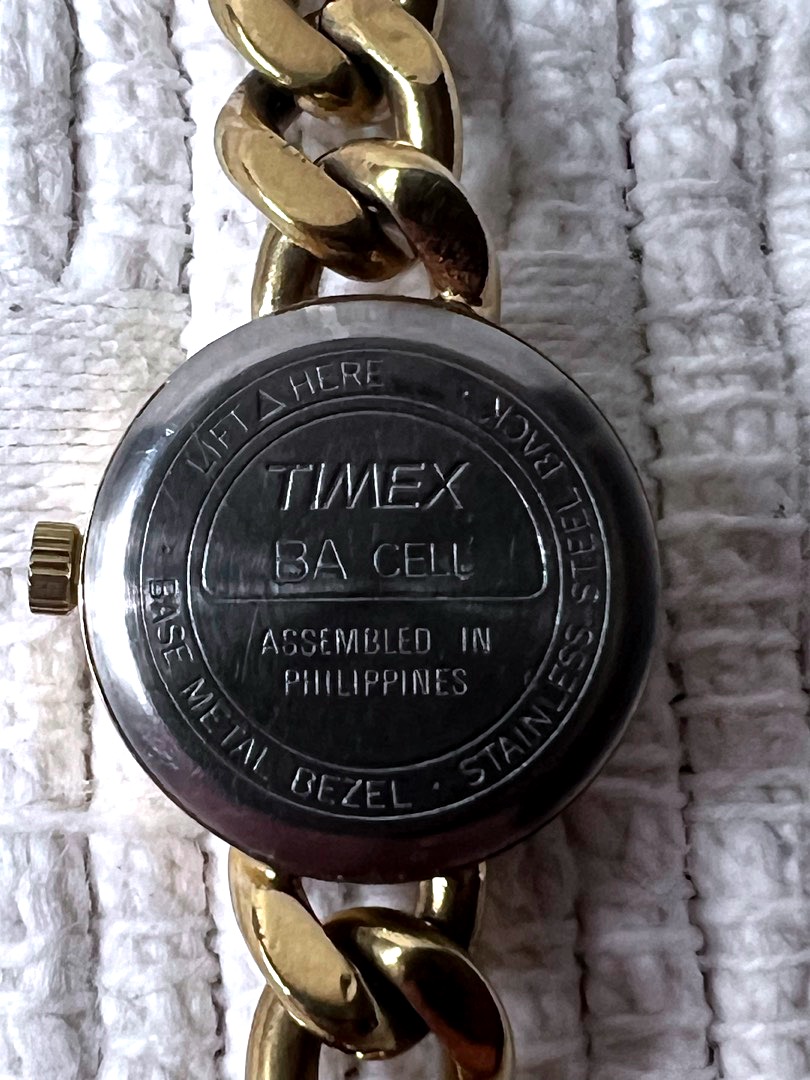 LIFT △ HERE
TIMEX
BA CELL
ASSEMBLED IN
PHILIPPINES
· BASE METAL BEZEL · STAINLESS STEEL BACK ·